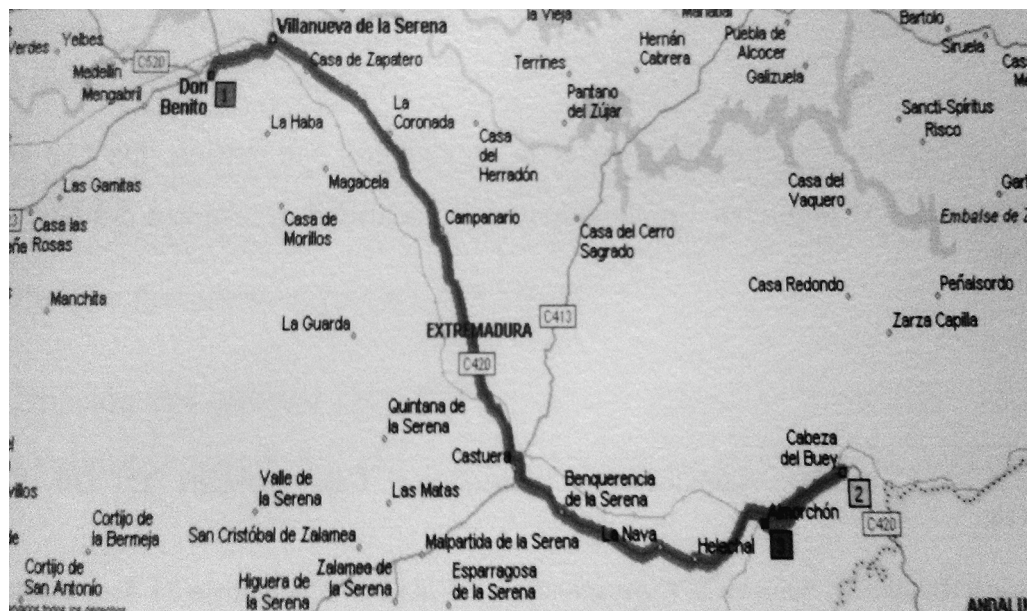 la Vieja
Manabal
Bartolo
Villanueva de la Serena
Puebla de
Alcocer
Siruela
Verdes
Yelbes
Hernán
Cabrera
C520
Casa de Zapatero
Terrines
Galizuela
Medellín
Mengabril
Don
Benito
1
Pantano
del Zújar
Sancti-Spíritus
Risco
La
Coronada
La Haba
Casa
del
Herradón
Magacela
Casa del
Vaquero
Las Gamitas
Casa las
Rosas
Casa de
Morillos
Campanario
Casa del Cerro
Sagrado
Embalse de
Manchita
Casa Redondo
Peñalsordo
La Guarda
EXTREMADURA
C413
Zarza Capilla
C420
Quintana de
la Serena
Castuera
Cabeza
del Buey
Valle de
la Serena
Las Matas
Benquerencia
de la Serena
2
Cortijo de
la Bermeja
San Cristóbal de Zalamea
La Nava
Almorchón
C420
Malpartida de la Serena
Helechal
Cortijo de
San Antonío
Zalamea de
la Serena
Higuera de
la Serena
Esparragosa
de la Serena